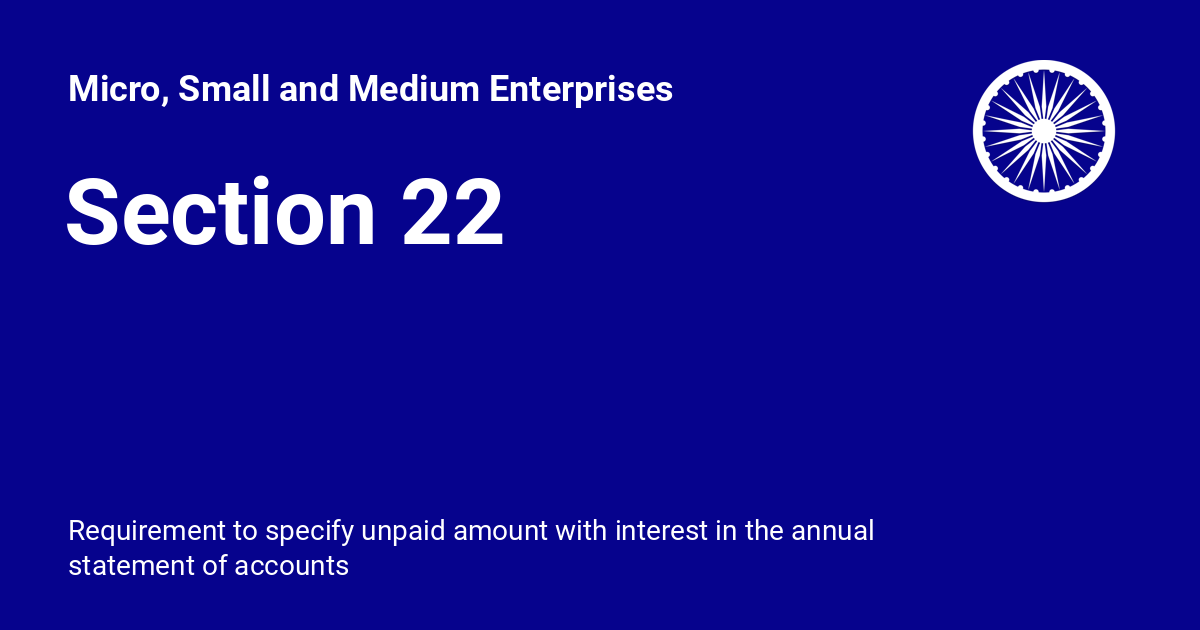 Micro, Small and Medium Enterprises
Section 22
Requirement to specify unpaid amount with interest in the annual
statement of accounts